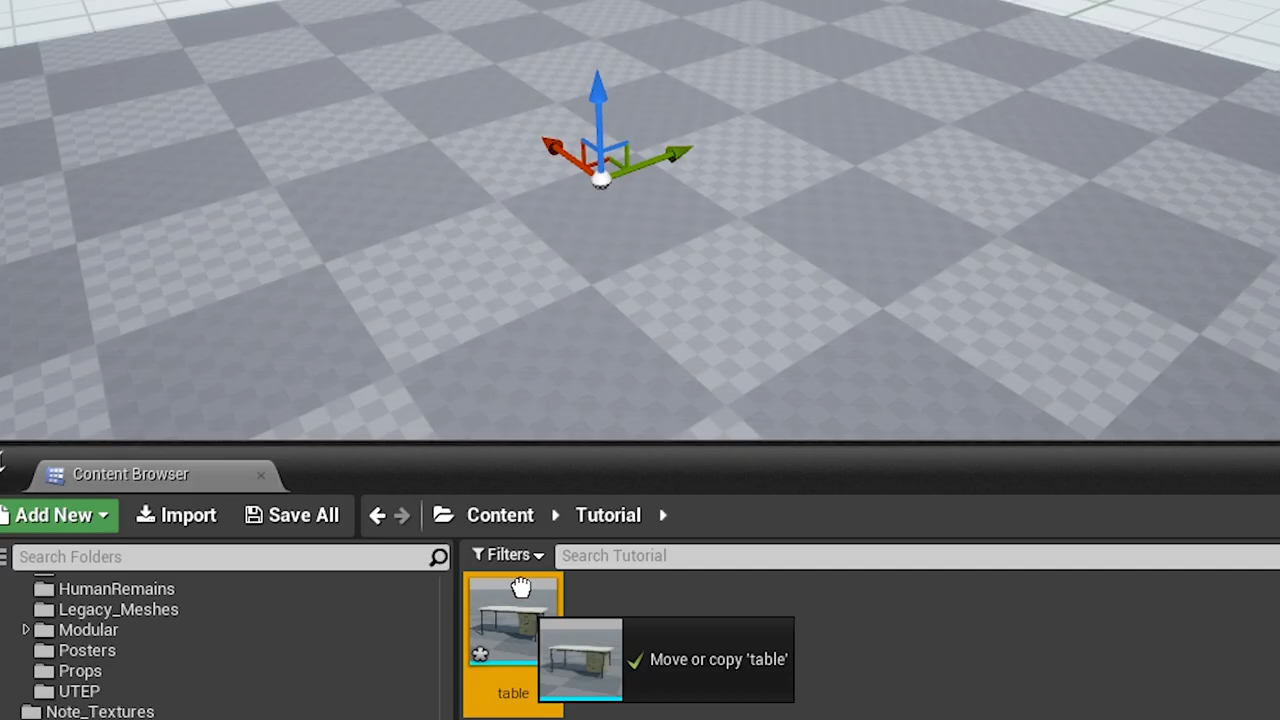 Content Browser
Add New
Import
Save All
Content
Tutorial
Search Folders
Filters
Search Tutorial
HumanRemains
Legacy_Meshes
Modular
Posters
Props
UTEP
Note_Textures
table
Move or copy 'table'